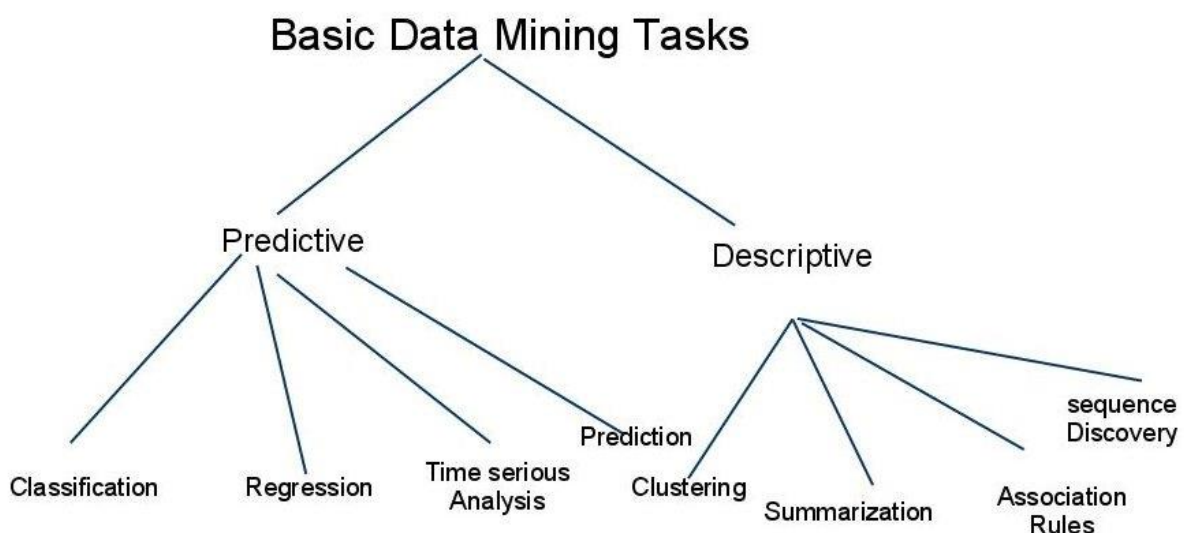 Basic Data Mining Tasks
Predictive
Descriptive
Classification
Regression
Time serious
Analysis
Prediction
Clustering
Summarization
Association
Rules
sequence
Discovery